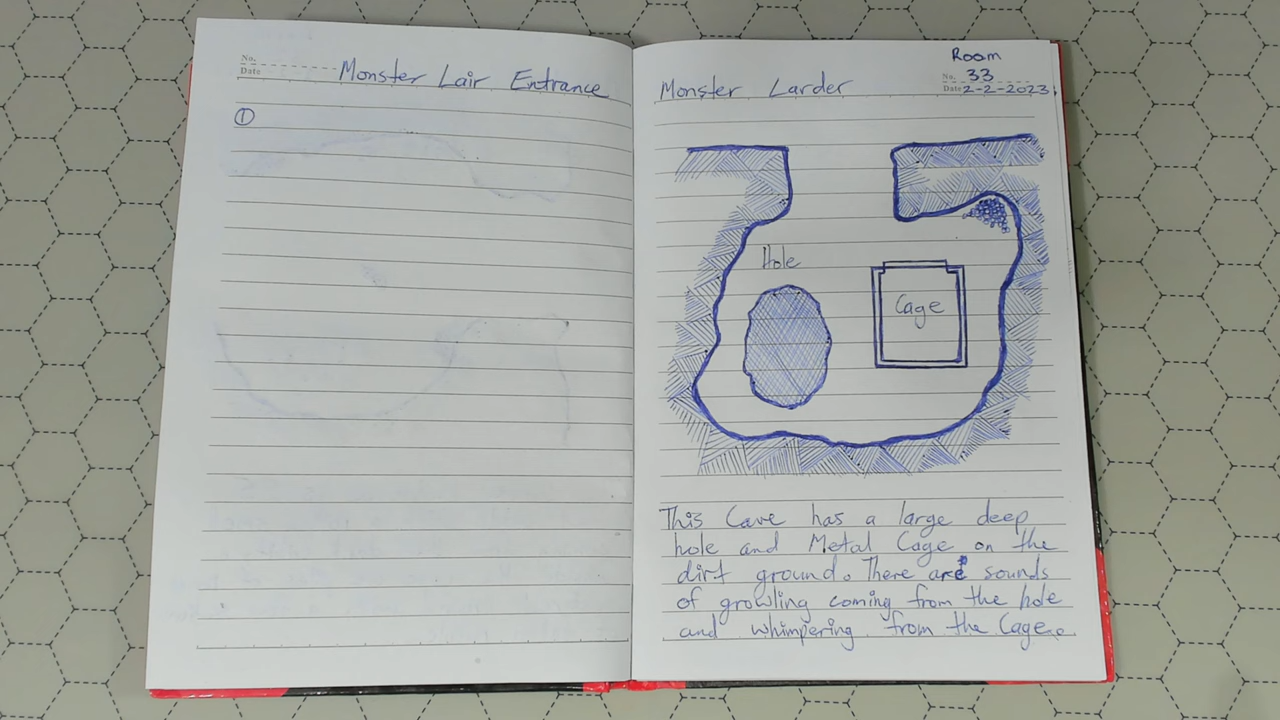 No.
Date
Monster Lair Entrance
①
Room
Monster Larder
No. 33
Date 2-2-2023
Hole
Cage
This Cave has a large deep
hole and Metal Cage on the
dirt ground. There are sounds
of growling coming from the hole
and whimpering from the Cage.